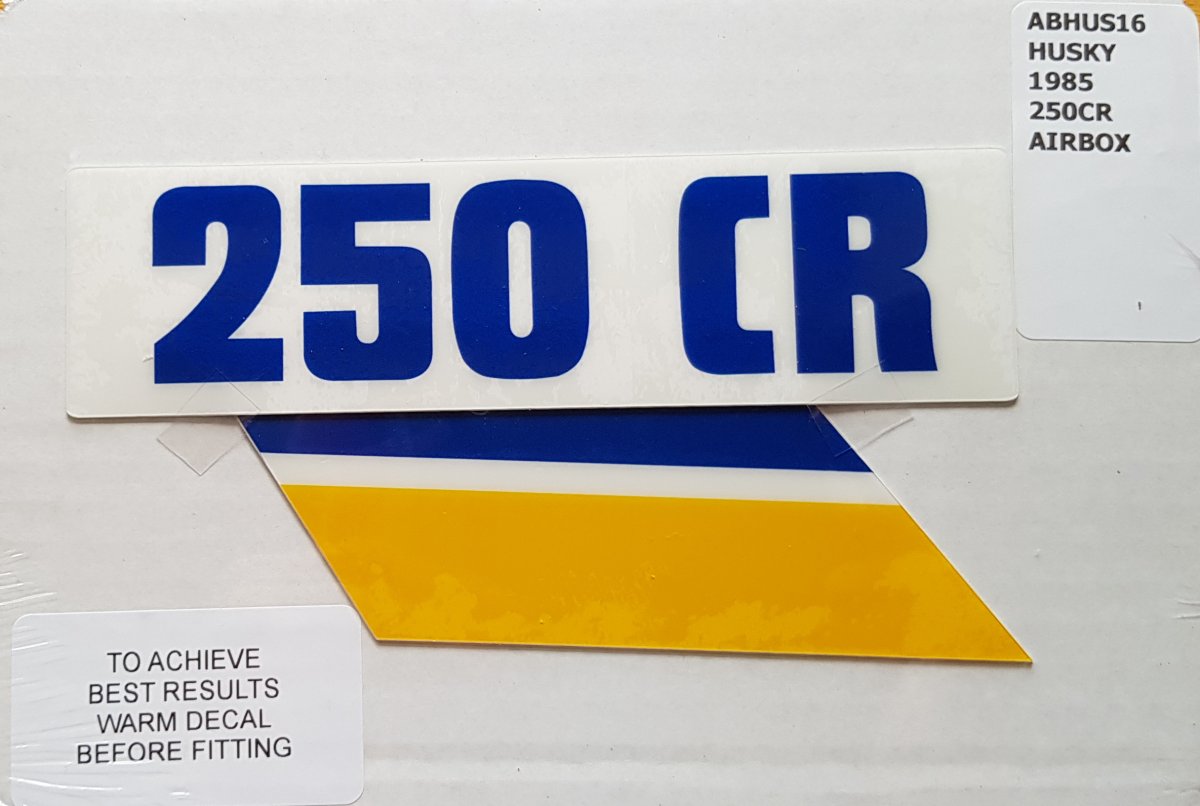 ABHUS16
HUSKY
1985
250CR
AIRBOX
250 CR
TO ACHIEVE
BEST RESULTS
WARM DECAL
BEFORE FITTING